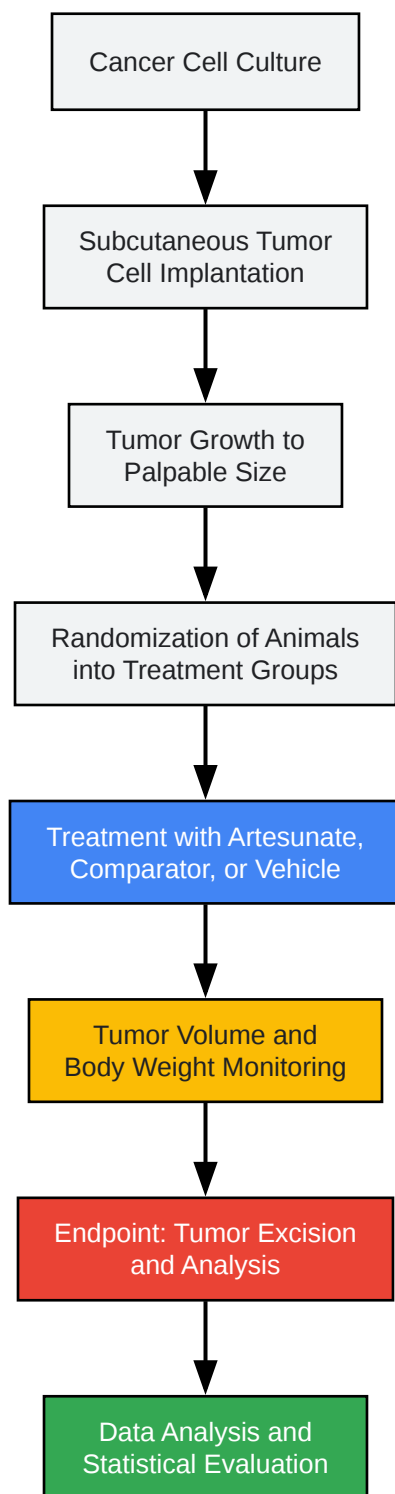 Cancer Cell Culture
Subcutaneous Tumor
Cell Implantation
Tumor Growth to
Palpable Size
Randomization of Animals
into Treatment Groups
Treatment with Artesunate,
Comparator, or Vehicle
Tumor Volume and
Body Weight Monitoring
Endpoint: Tumor Excision
and Analysis
Data Analysis and
Statistical Evaluation